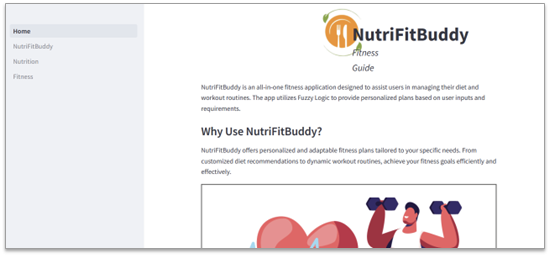 Home
NutriFitBuddy
Nutrition
Fitness
NutriFitBuddy
Fitness
Guide
NutriFitBuddy is an all-in-one fitness application designed to assist users in managing their diet and
workout routines. The app utilizes Fuzzy Logic to provide personalized plans based on user inputs and
requirements.
Why Use NutriFitBuddy?
NutriFitBuddy offers personalized and adaptable fitness plans tailored to your specific needs. From
customized diet recommendations to dynamic workout routines, achieve your fitness goals efficiently and
effectively.